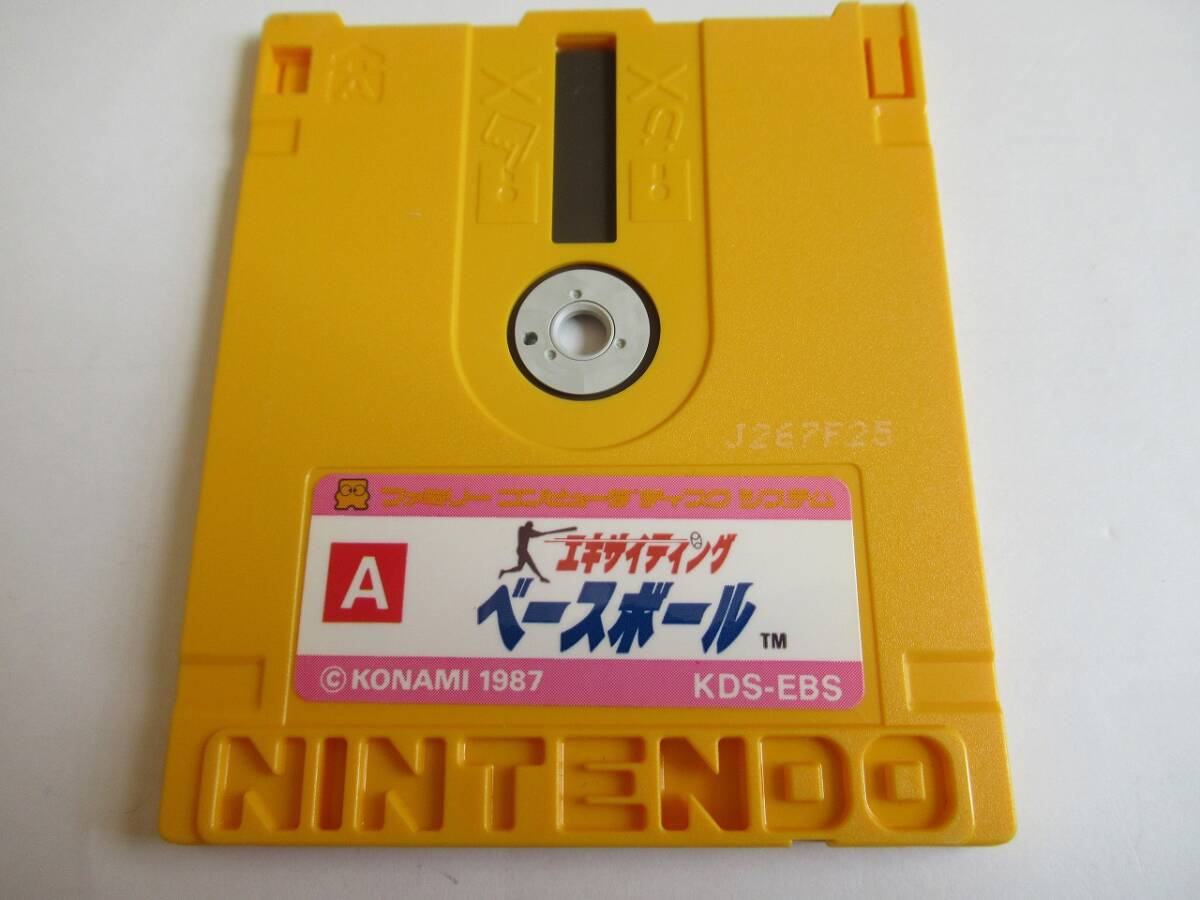 J267F25
ファミリー コンピュータ ディスク システム
A
エキサイティング
ベースボール
TM
© KONAMI 1987
KDS-EBS
NINTENDO